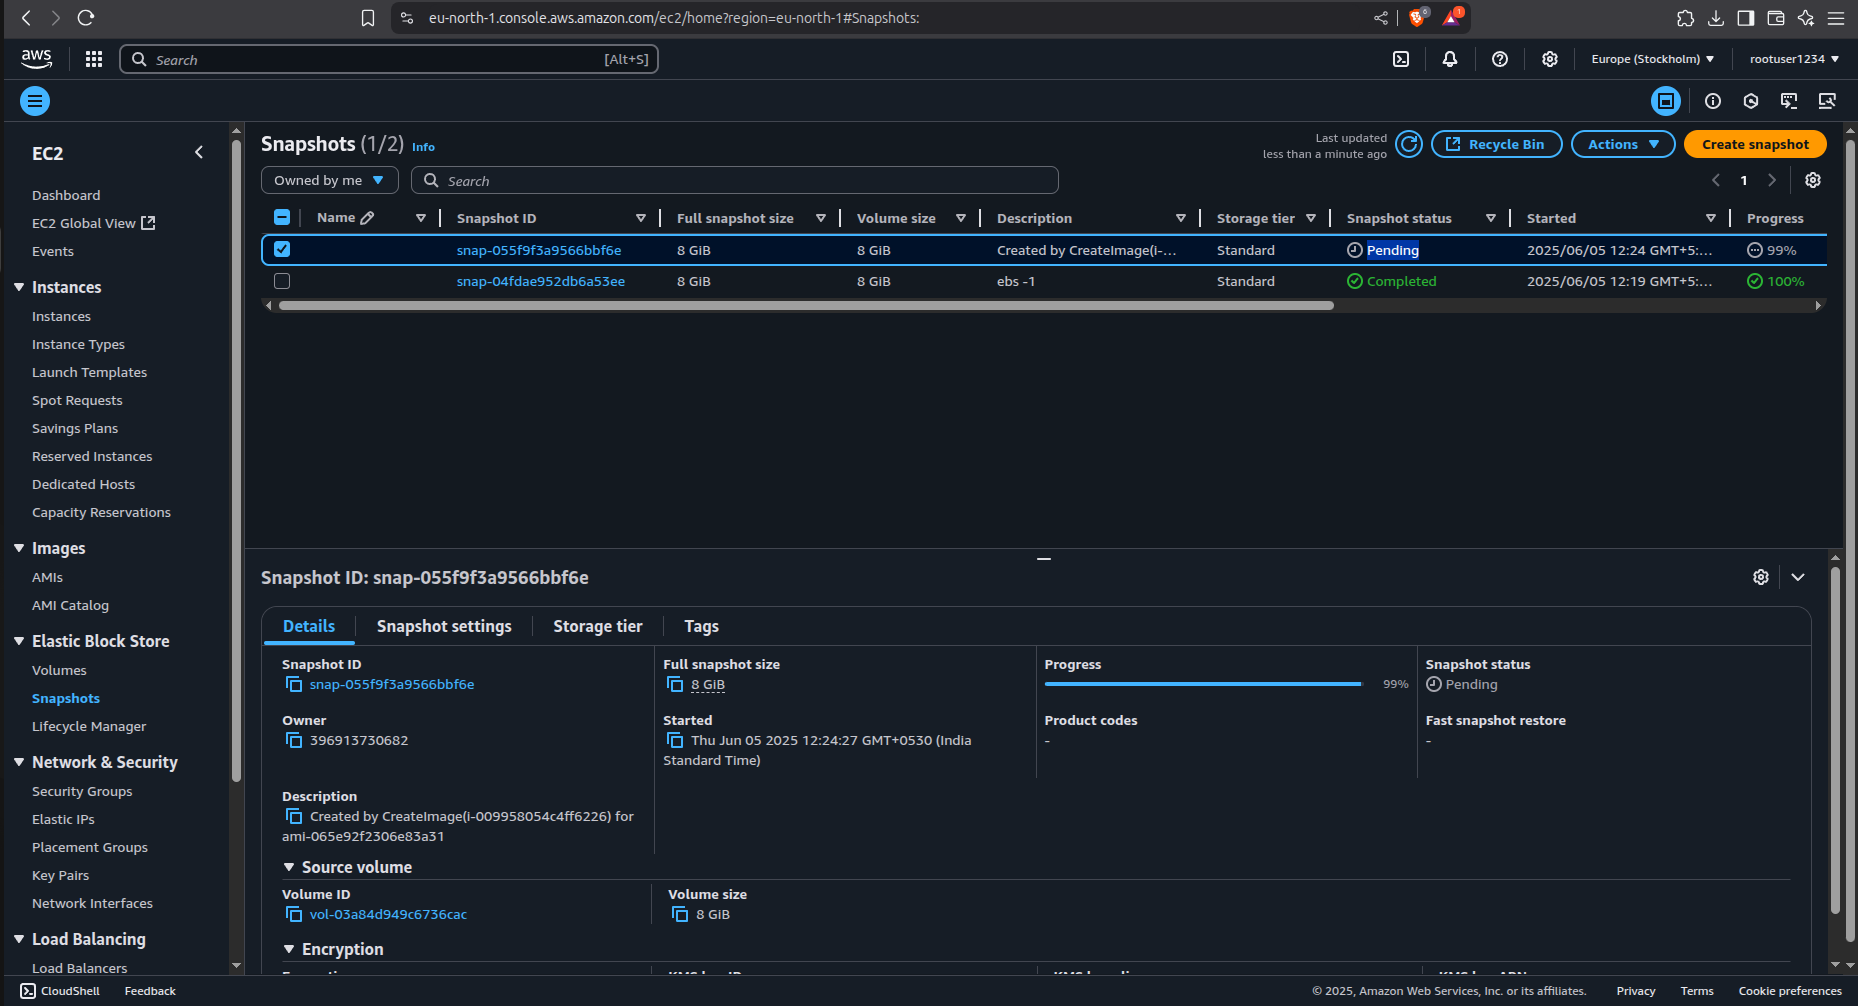 eu-north-1.console.aws.amazon.com/ec2/home?region=eu-north-1#Snapshots:
6
1
aws
Search
[Alt+S]
Europe (Stockholm)
rootuser1234
EC2
Dashboard
EC2 Global View
Events
Instances
Instances
Instance Types
Launch Templates
Spot Requests
Savings Plans
Reserved Instances
Dedicated Hosts
Capacity Reservations
Images
AMIs
AMI Catalog
Elastic Block Store
Volumes
Snapshots
Lifecycle Manager
Network & Security
Security Groups
Elastic IPs
Placement Groups
Key Pairs
Network Interfaces
Load Balancing
Load Balancers
Snapshots (1/2) Info
Last updated
less than a minute ago
Recycle Bin
Actions
Create snapshot
Owned by me
Search
1
Name Snapshot ID Full snapshot size Volume size Description Storage tier Snapshot status Started Progress
snap-055f9f3a9566bbf6e 8 GiB 8 GiB Created by CreateImage(i-... Standard Pending 2025/06/05 12:24 GMT+5:... 99%
snap-04fdae952db6a53ee 8 GiB 8 GiB ebs -1 Standard Completed 2025/06/05 12:19 GMT+5:... 100%
Snapshot ID: snap-055f9f3a9566bbf6e
Details Snapshot settings Storage tier Tags
Snapshot ID
snap-055f9f3a9566bbf6e
Full snapshot size
8 GiB
Progress
99%
Snapshot status
Pending
Owner
396913730682
Started
Thu Jun 05 2025 12:24:27 GMT+0530 (India
Standard Time)
Product codes
-
Fast snapshot restore
-
Description
Created by CreateImage(i-009958054c4ff6226) for
ami-065e92f2306e83a31
Source volume
Volume ID
vol-03a84d949c6736cac
Volume size
8 GiB
Encryption
CloudShell Feedback
© 2025, Amazon Web Services, Inc. or its affiliates. Privacy Terms Cookie preferences